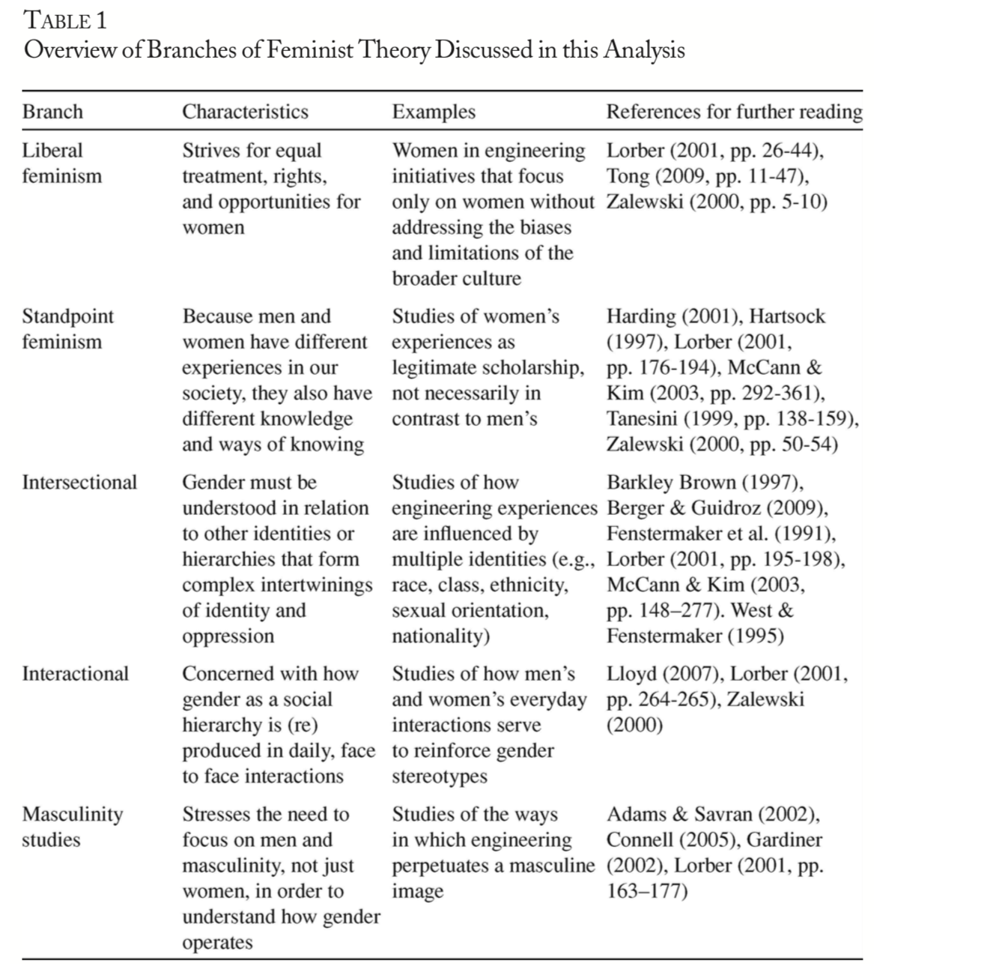 TABLE 1
Overview of Branches of Feminist Theory Discussed in this Analysis
Branch Characteristics Examples References for further reading
Liberal Strives for equal Women in engineering Lorber (2001, pp. 26-44),
feminism treatment, rights, initiatives that focus Tong (2009, pp. 11-47),
and opportunities for only on women without Zalewski (2000, pp. 5-10)
women addressing the biases
and limitations of the
broader culture
Standpoint Because men and Studies of women’s Harding (2001), Hartsock
feminism women have different experiences as (1997), Lorber (2001,
experiences in our legitimate scholarship, pp. 176-194), McCann &
society, they also have not necessarily in Kim (2003, pp. 292-361),
different knowledge contrast to men’s Tanesini (1999, pp. 138-159),
and ways of knowing Zalewski (2000, pp. 50-54)
Intersectional Gender must be Studies of how Barkley Brown (1997),
understood in relation engineering experiences Berger & Guidroz (2009),
to other identities or are influenced by Fenstermaker et al. (1991),
hierarchies that form multiple identities (e.g., Lorber (2001, pp. 195-198),
complex intertwinings race, class, ethnicity, McCann & Kim (2003,
of identity and sexual orientation, pp. 148–277). West &
oppression nationality) Fenstermaker (1995)
Interactional Concerned with how Studies of how men’s Lloyd (2007), Lorber (2001,
gender as a social and women’s everyday pp. 264-265), Zalewski
hierarchy is (re) interactions serve (2000)
produced in daily, face to reinforce gender
to face interactions stereotypes
Masculinity Stresses the need to Studies of the ways Adams & Savran (2002),
studies focus on men and in which engineering Connell (2005), Gardiner
masculinity, not just perpetuates a masculine (2002), Lorber (2001, pp.
women, in order to image 163–177)
understand how gender
operates